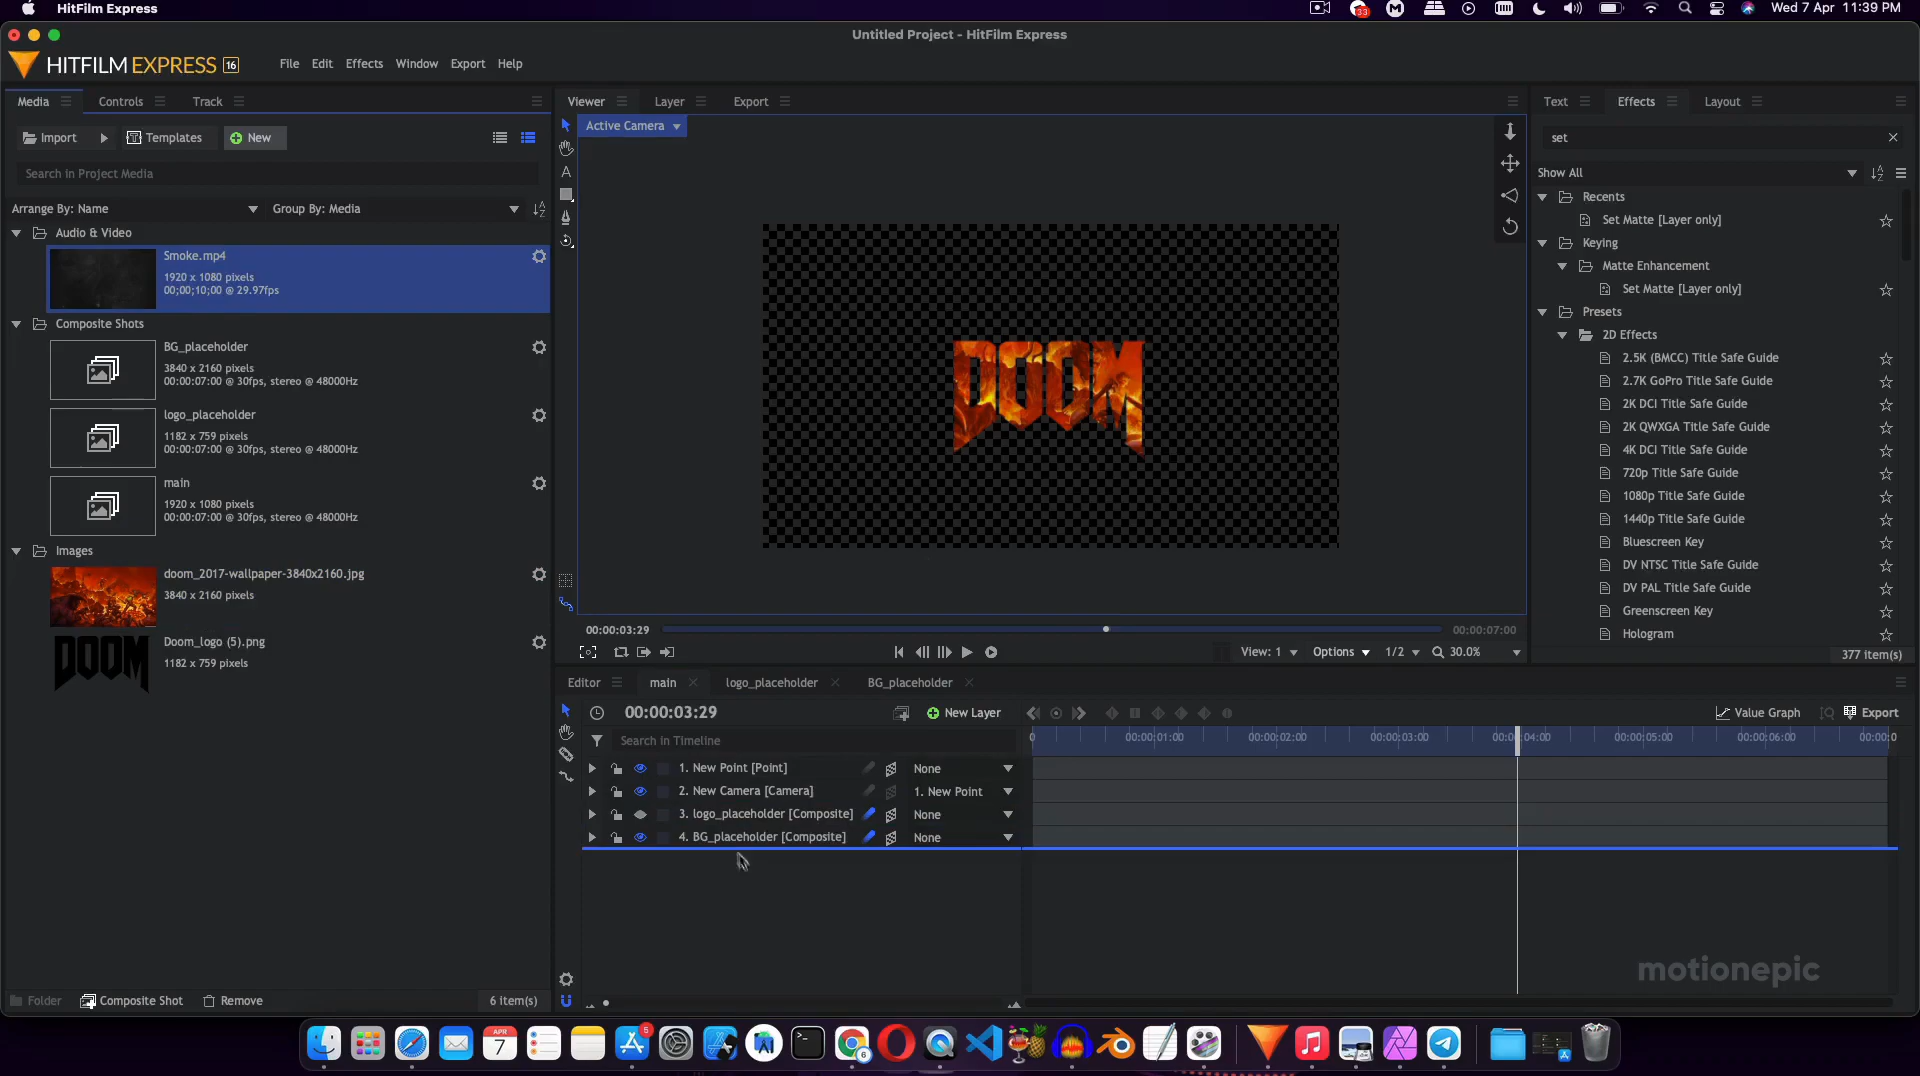 HitFilm Express
33
Wed 7 Apr 11:39 PM
Untitled Project - HitFilm Express
HITFILM EXPRESS 16
File Edit Effects Window Export Help
Media
Controls
Track
Import
Templates
New
Search in Project Media
Arrange By: Name
Group By: Media
Audio & Video
Smoke.mp4
1920 x 1080 pixels
00;00;10;00 @ 29.97fps
Composite Shots
BG_placeholder
3840 x 2160 pixels
00:00:07:00 @ 30fps, stereo @ 48000Hz
logo_placeholder
1182 x 759 pixels
00:00:07:00 @ 30fps, stereo @ 48000Hz
main
1920 x 1080 pixels
00:00:07:00 @ 30fps, stereo @ 48000Hz
Images
doom_2017-wallpaper-3840x2160.jpg
3840 x 2160 pixels
DOOM
Doom_logo (5).png
1182 x 759 pixels
Folder
Composite Shot
Remove
6 item(s)
Viewer
Layer
Export
Active Camera
DOOM
00:00:03:29
00:00:07:00
View: 1
Options
1/2
30.0%
Text
Effects
Layout
set
Show All
Recents
Set Matte [Layer only]
Keying
Matte Enhancement
Set Matte [Layer only]
Presets
2D Effects
2.5K (BMCC) Title Safe Guide
2.7K GoPro Title Safe Guide
2K DCI Title Safe Guide
2K QWXGA Title Safe Guide
4K DCI Title Safe Guide
720p Title Safe Guide
1080p Title Safe Guide
1440p Title Safe Guide
Bluescreen Key
DV NTSC Title Safe Guide
DV PAL Title Safe Guide
Greenscreen Key
Hologram
377 item(s)
Editor
main
logo_placeholder
BG_placeholder
00:00:03:29
New Layer
Value Graph
Export
Search in Timeline
0
00:00:01:00
00:00:02:00
00:00:03:00
00:00:04:00
00:00:05:00
00:00:06:00
00:00:0
1. New Point [Point]
None
2. New Camera [Camera]
1. New Point
3. logo_placeholder [Composite]
None
4. BG_placeholder [Composite]
None
motionepic
APR
7
5
6